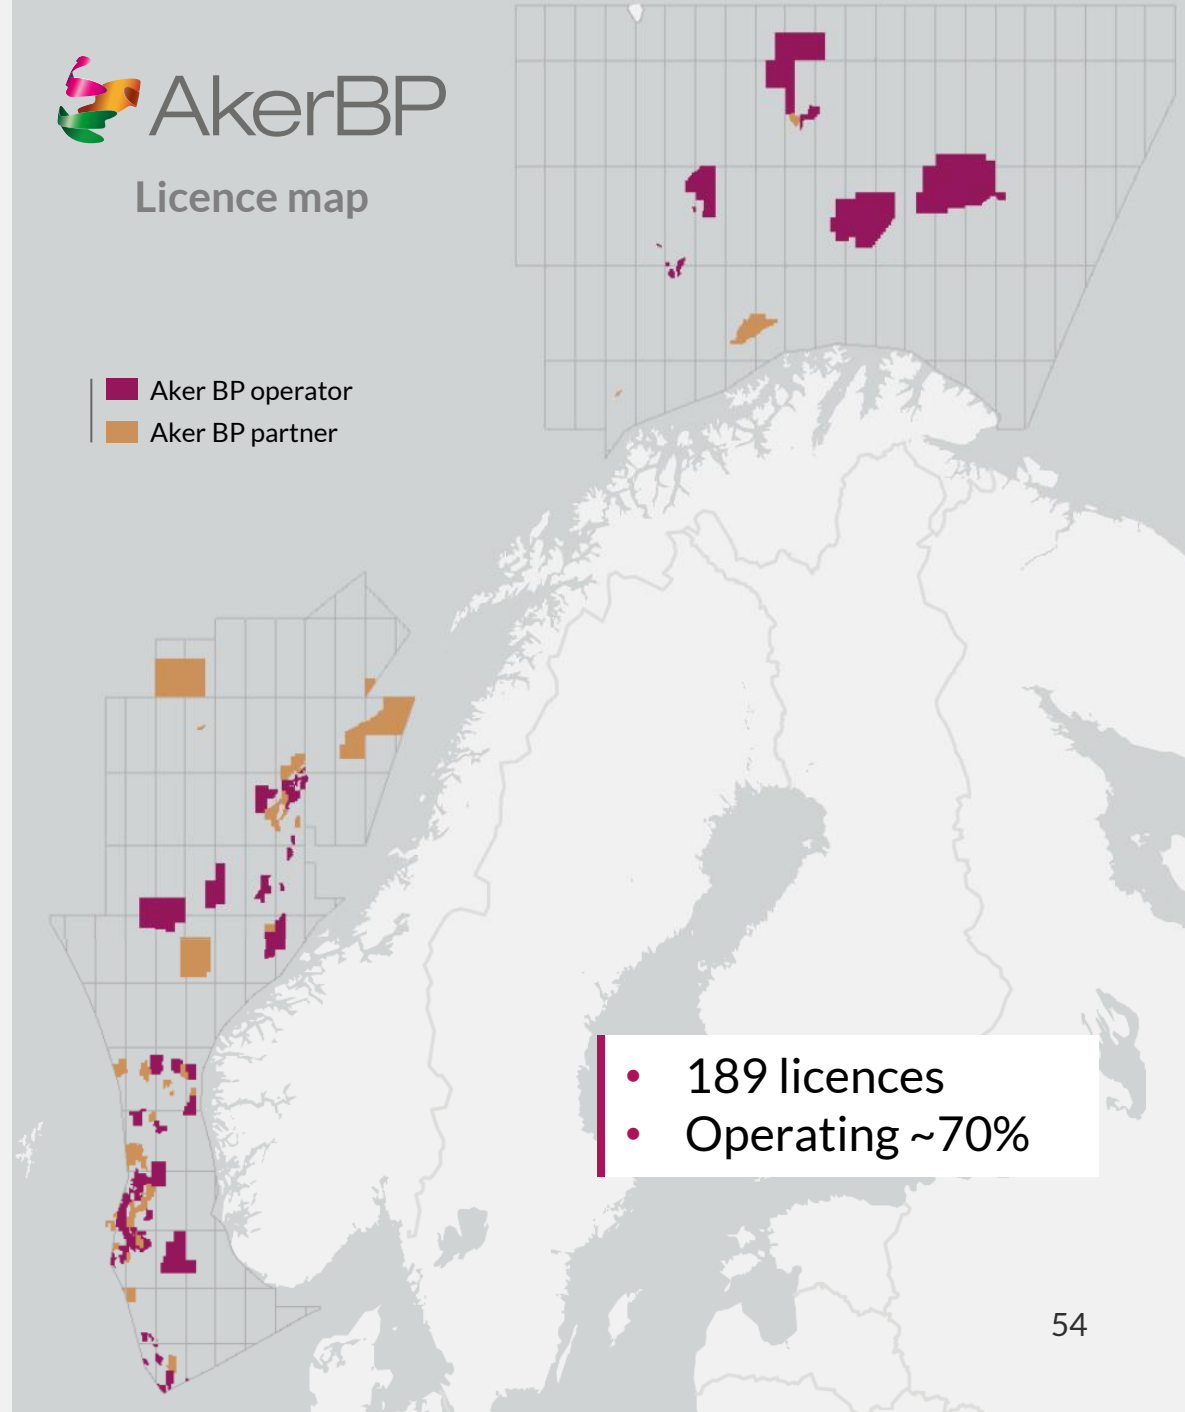 AkerBP
Licence map
Aker BP operator
Aker BP partner
• 189 licences
• Operating ~70%
54